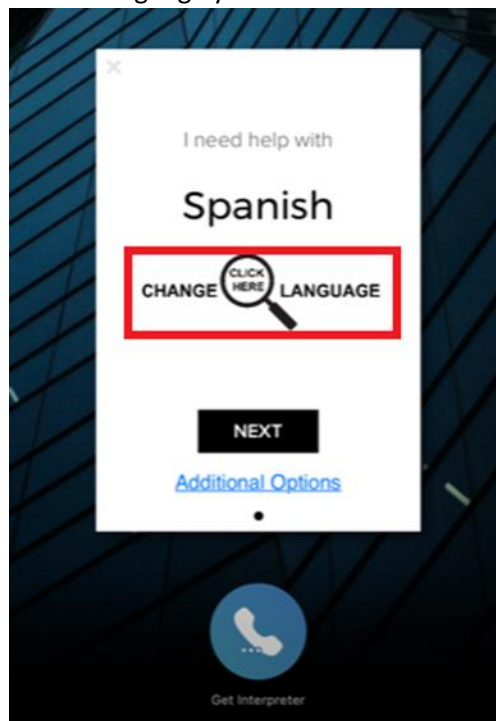 I need help with
Spanish
CHANGE CLICK HERE LANGUAGE
NEXT
Additional Options
Get Interpreter